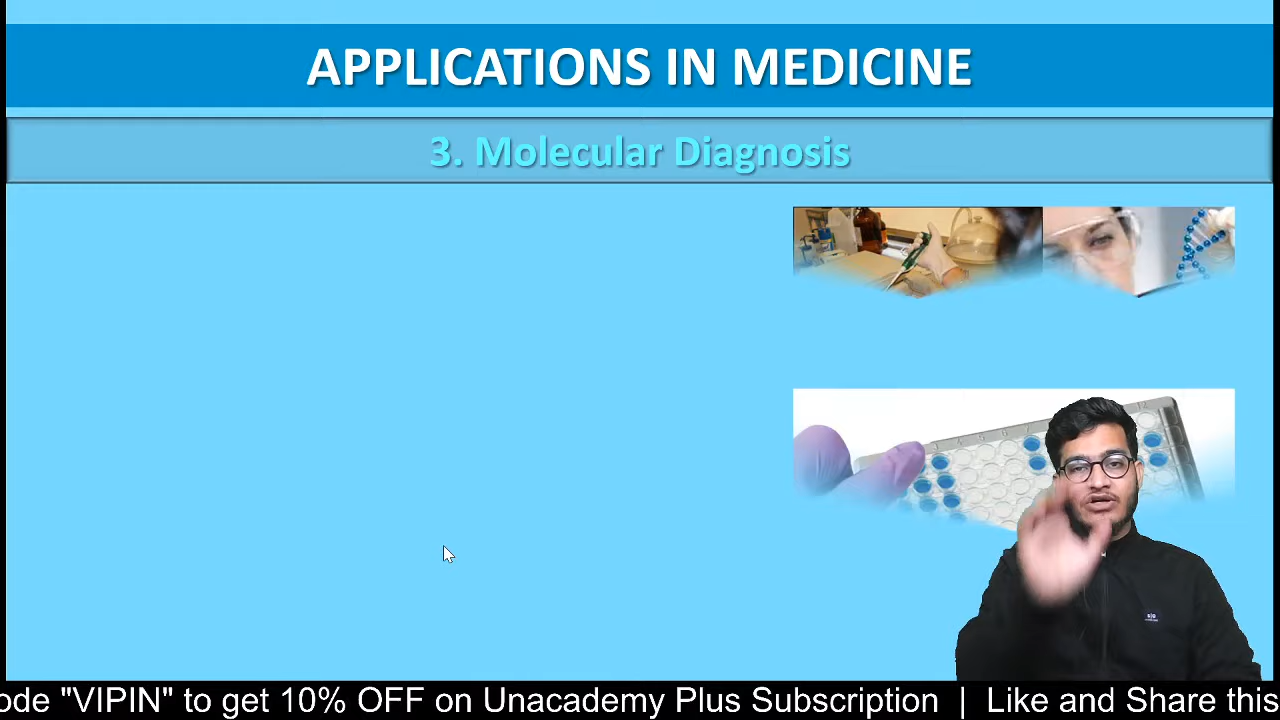 APPLICATIONS IN MEDICINE
3. Molecular Diagnosis
ode "VIPIN" to get 10% OFF on Unacademy Plus Subscription | Like and Share this